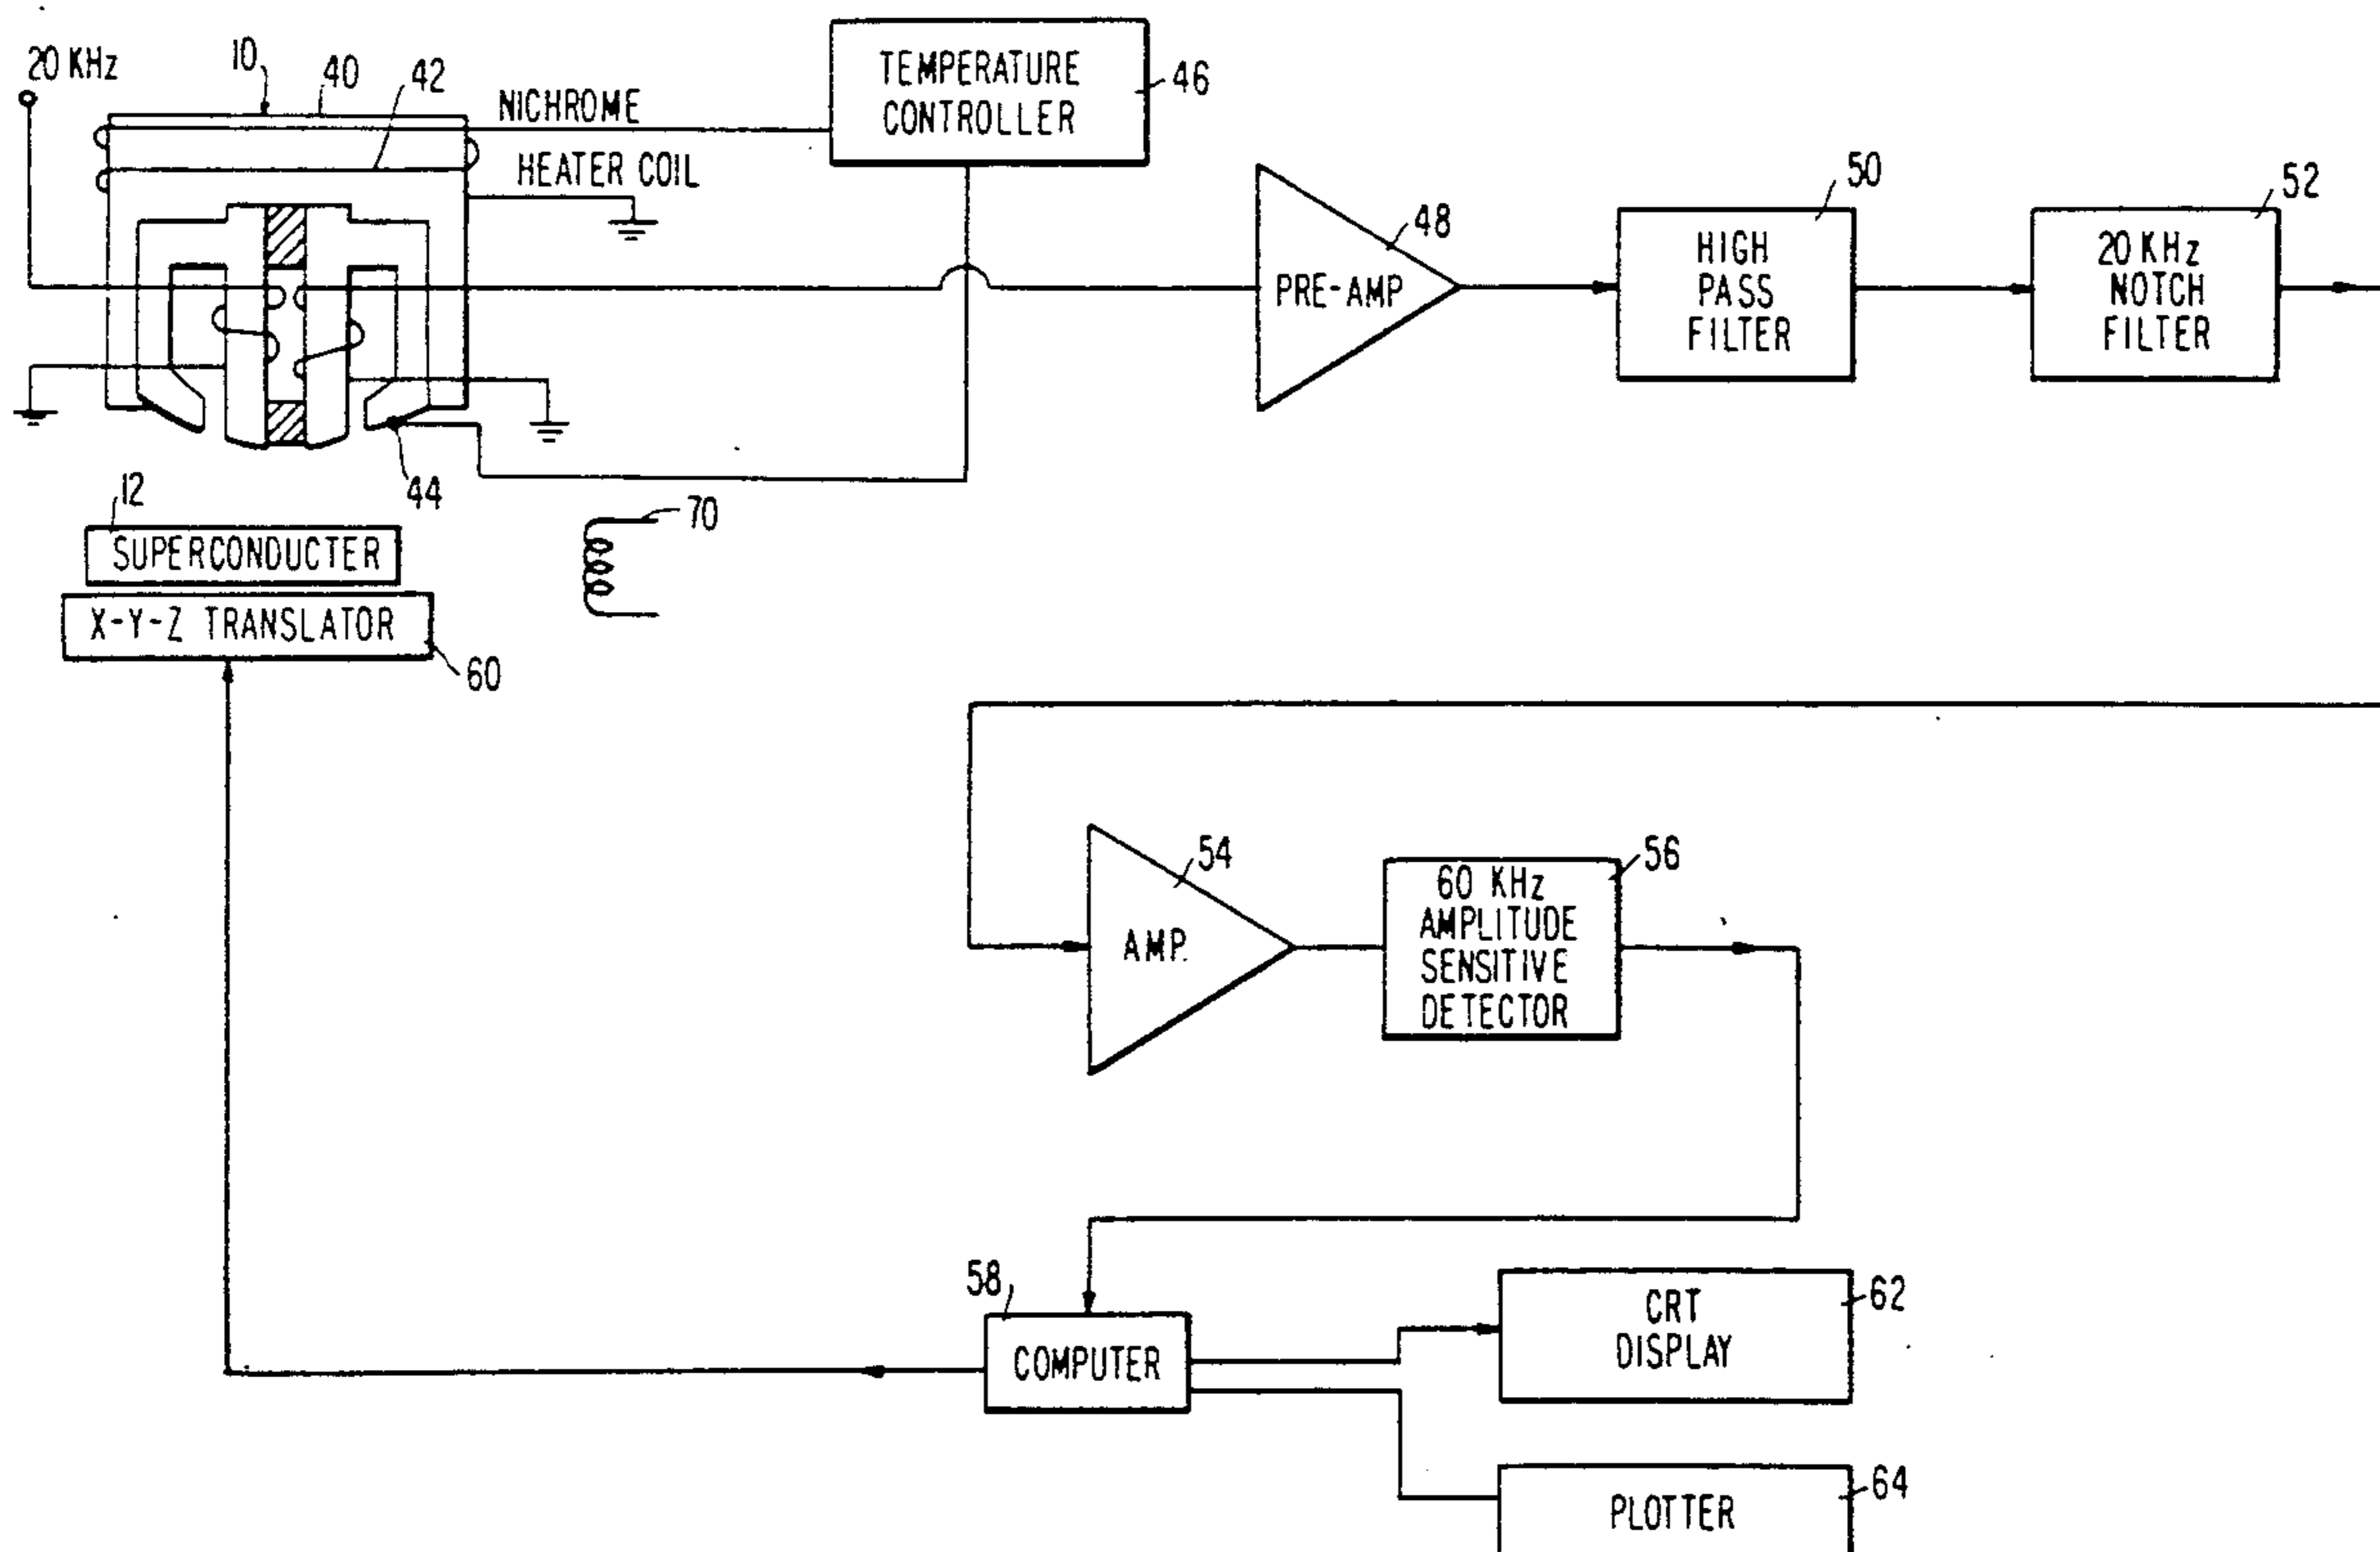 20 KHz
10
40
42
NICHROME
HEATER COIL
TEMPERATURE
CONTROLLER
46
48
PRE-AMP
50
HIGH
PASS
FILTER
52
20 KHz
NOTCH
FILTER
44
12
SUPERCONDUCTER
X-Y-Z TRANSLATOR
60
70
54
AMP.
56
60 KHz
AMPLITUDE
SENSITIVE
DETECTOR
58
COMPUTER
62
CRT
DISPLAY
64
PLOTTER